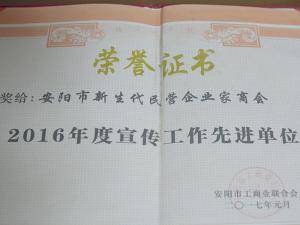 荣誉证书
奖给：安阳市新生代民营企业家商会
2016年度宣传工作先进单位
安阳市工商业联合会
二〇一七年元月